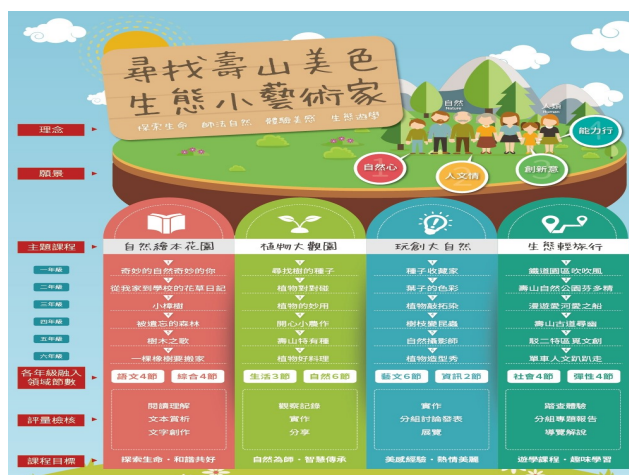 尋找壽山美色
生態小藝術家
探索生命 師法自然 體驗美感 生態遊學
自然
Nature
人類
Human
理念
願景
1
自然心
2
人文情
3
創新意
4
能力行
主題課程
自然繪本花園
植物大觀園
玩創大自然
生態輕旅行
一年級
奇妙的自然奇妙的你
尋找樹的種子
種子收藏家
鐵道園區吹吹風
二年級
從我家到學校的花草日記
植物對對碰
葉子的色彩
壽山自然公園芬多精
三年級
小樟樹
植物的妙用
植物敲拓染
漫遊愛河愛之船
四年級
被遺忘的森林
開心小農作
樹枝變昆蟲
壽山古道尋幽
五年級
樹木之歌
壽山特有種
自然攝影師
駁二特區覓文創
六年級
一棵橡樹要搬家
植物好料理
植物造型秀
單車人文趴趴走
各年級融入
領域節數
語文4節
綜合4節
生活3節
自然6節
藝文6節
資訊2節
社會4節
彈性4節
評量檢核
閱讀理解
文本賞析
文字創作
觀察記錄
實作
分享
實作
分組討論發表
展覽
踏查體驗
分組專題報告
導覽解說
課程目標
探索生命・和諧共好
自然為師・智慧傳承
美感經驗・熱情美麗
遊學課程・趣味學習